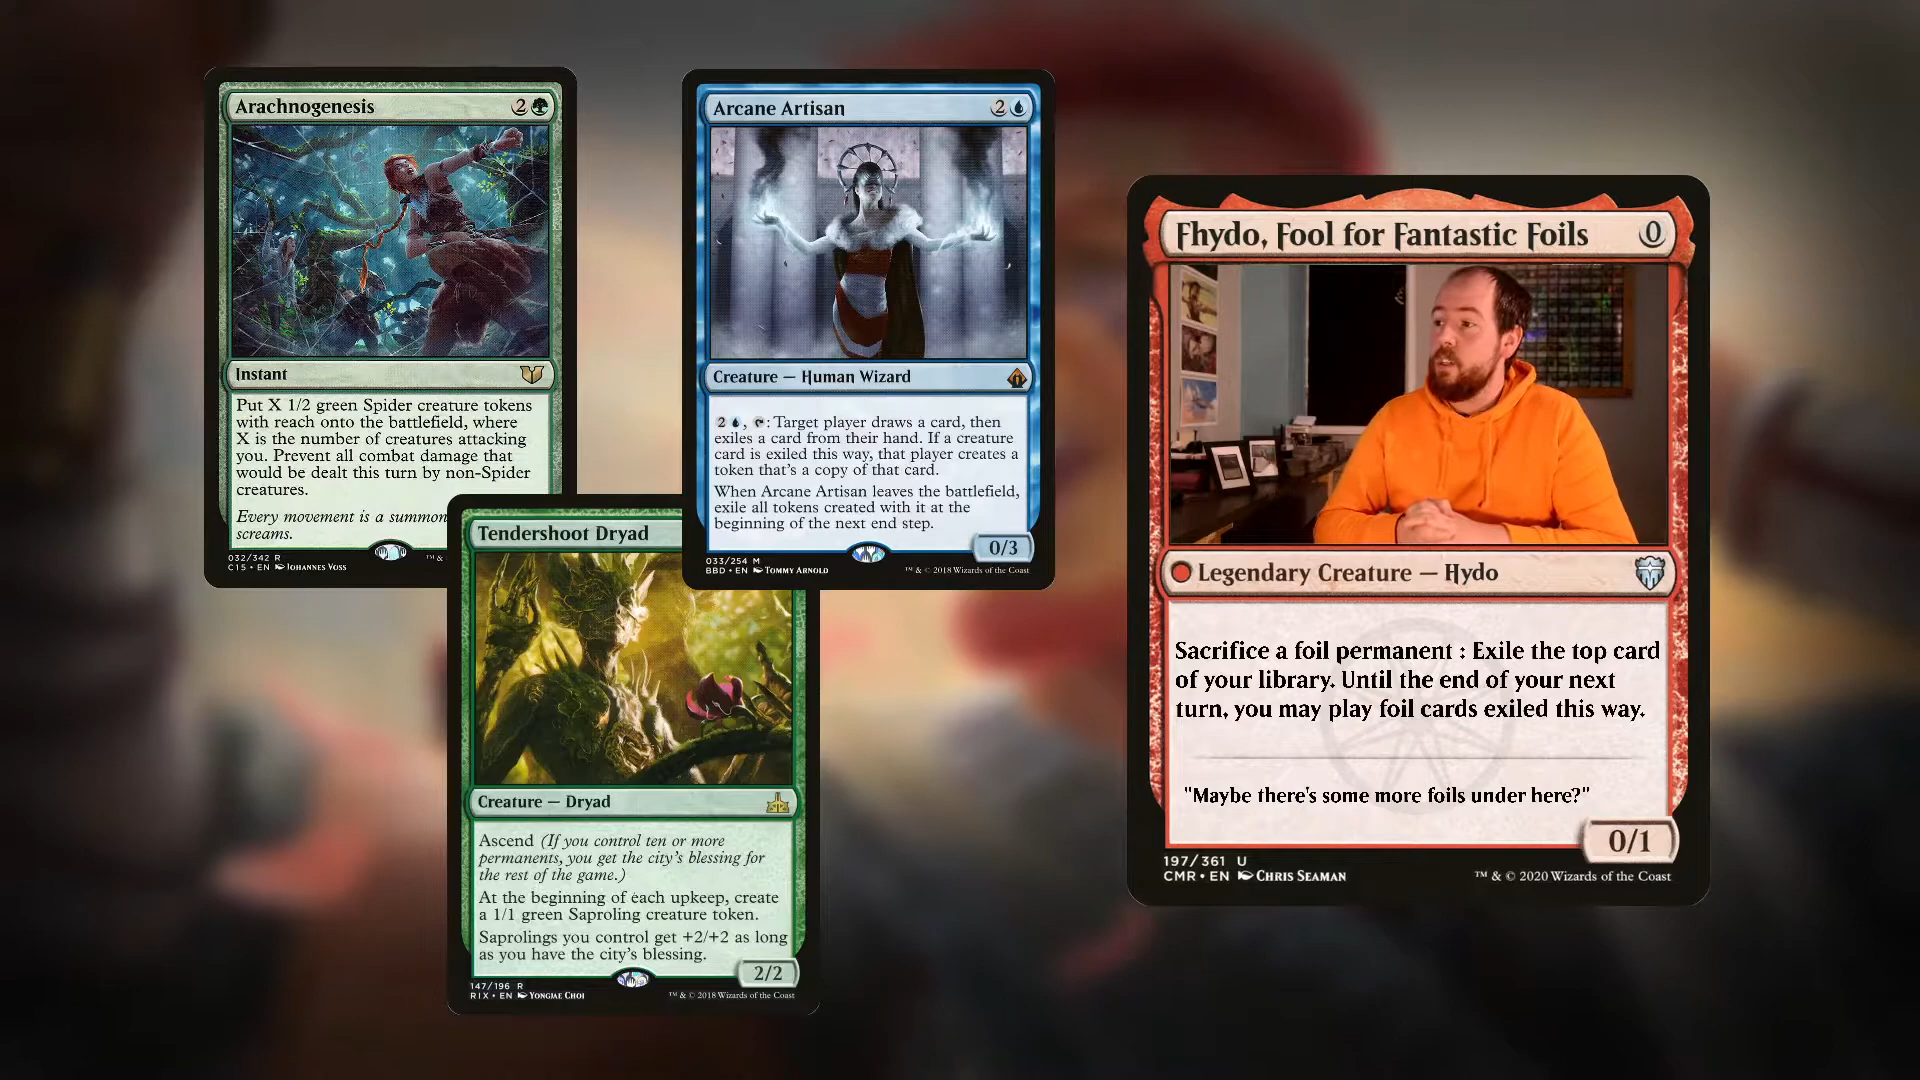 Arachnogenesis
2
Instant
Put X 1/2 green Spider creature tokens
with reach onto the battlefield, where
X is the number of creatures attacking
you. Prevent all combat damage that
would be dealt this turn by non-Spider
creatures.
Every movement is a summon
screams.
032/342 R
C15 • EN Johannes Voss
™ &
Arcane Artisan
2
Creature — Human Wizard
2 , : Target player draws a card, then
exiles a card from their hand. If a creature
card is exiled this way, that player creates a
token that's a copy of that card.
When Arcane Artisan leaves the battlefield,
exile all tokens created with it at the
beginning of the next end step.
0/3
033/254 M
BBD • EN Tommy Arnold
™ & © 2018 Wizards of the Coast
Tendershoot Dryad
Creature — Dryad
Ascend (If you control ten or more
permanents, you get the city's blessing for
the rest of the game.)
At the beginning of each upkeep, create
a 1/1 green Saproling creature token.
Saprolings you control get +2/+2 as long
as you have the city's blessing.
2/2
147/196 R
RIX • EN Yongjae Choi
™ & © 2018 Wizards of the Coast
Fhydo, Fool for Fantastic Foils
0
Legendary Creature — Hydo
Sacrifice a foil permanent : Exile the top card
of your library. Until the end of your next
turn, you may play foil cards exiled this way.
"Maybe there's some more foils under here?"
0/1
197/361 U
CMR • EN Chris Seaman
™ & © 2020 Wizards of the Coast